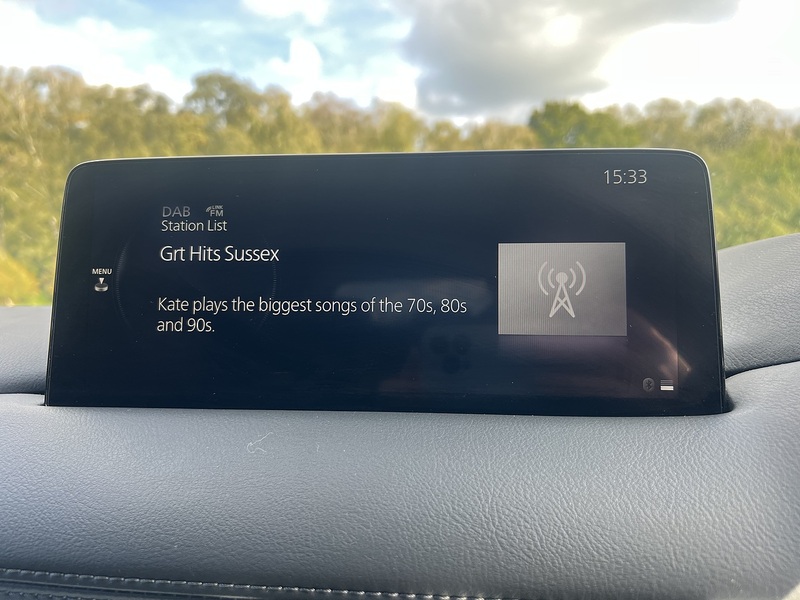 15:33
DAB LINK FM
Station List
Grt Hits Sussex
MENU
Kate plays the biggest songs of the 70s, 80s
and 90s.